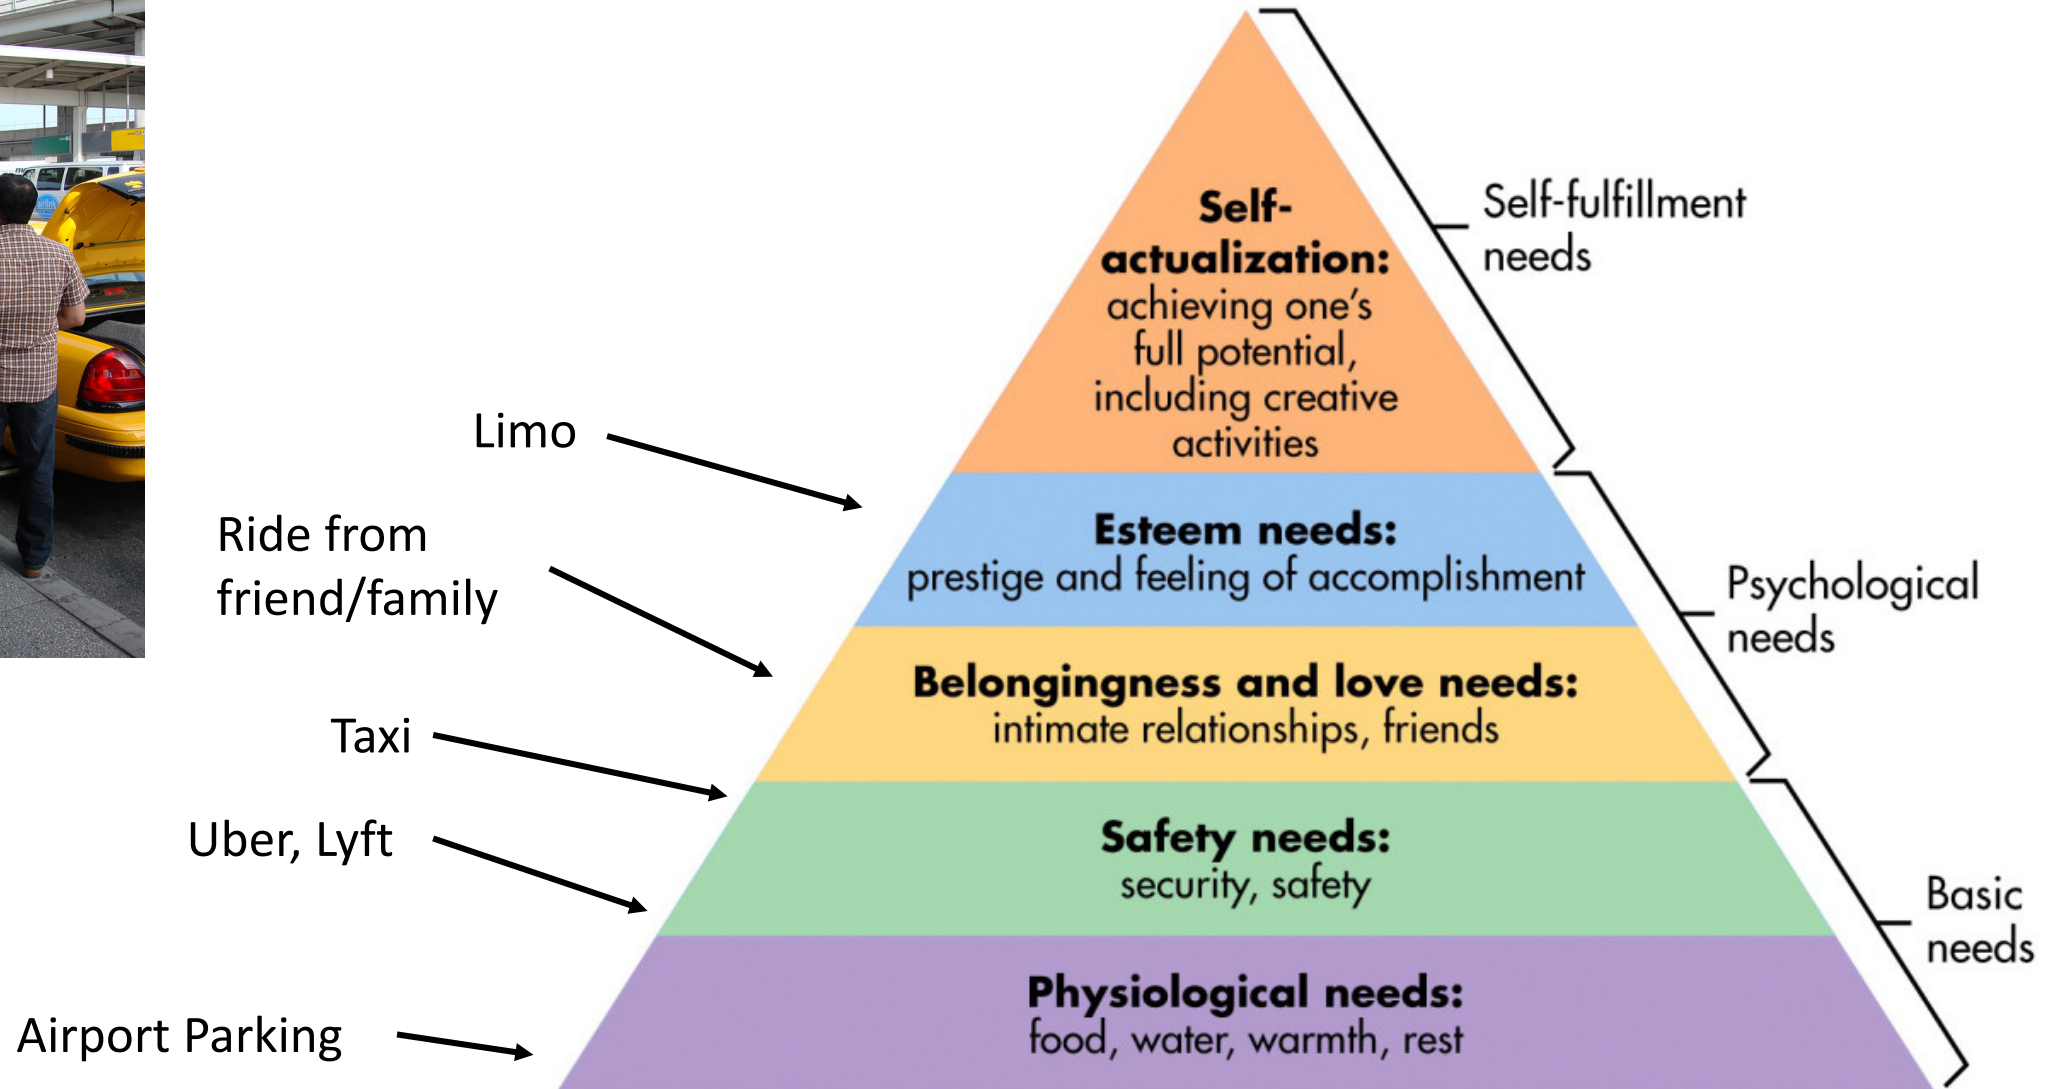 Self-
actualization:
achieving one's
full potential,
including creative
activities
Self-fulfillment
needs
Limo
Esteem needs:
prestige and feeling of accomplishment
Ride from
friend/family
Psychological
needs
Belongingness and love needs:
intimate relationships, friends
Taxi
Uber, Lyft
Safety needs:
security, safety
Basic
needs
Airport Parking
Physiological needs:
food, water, warmth, rest